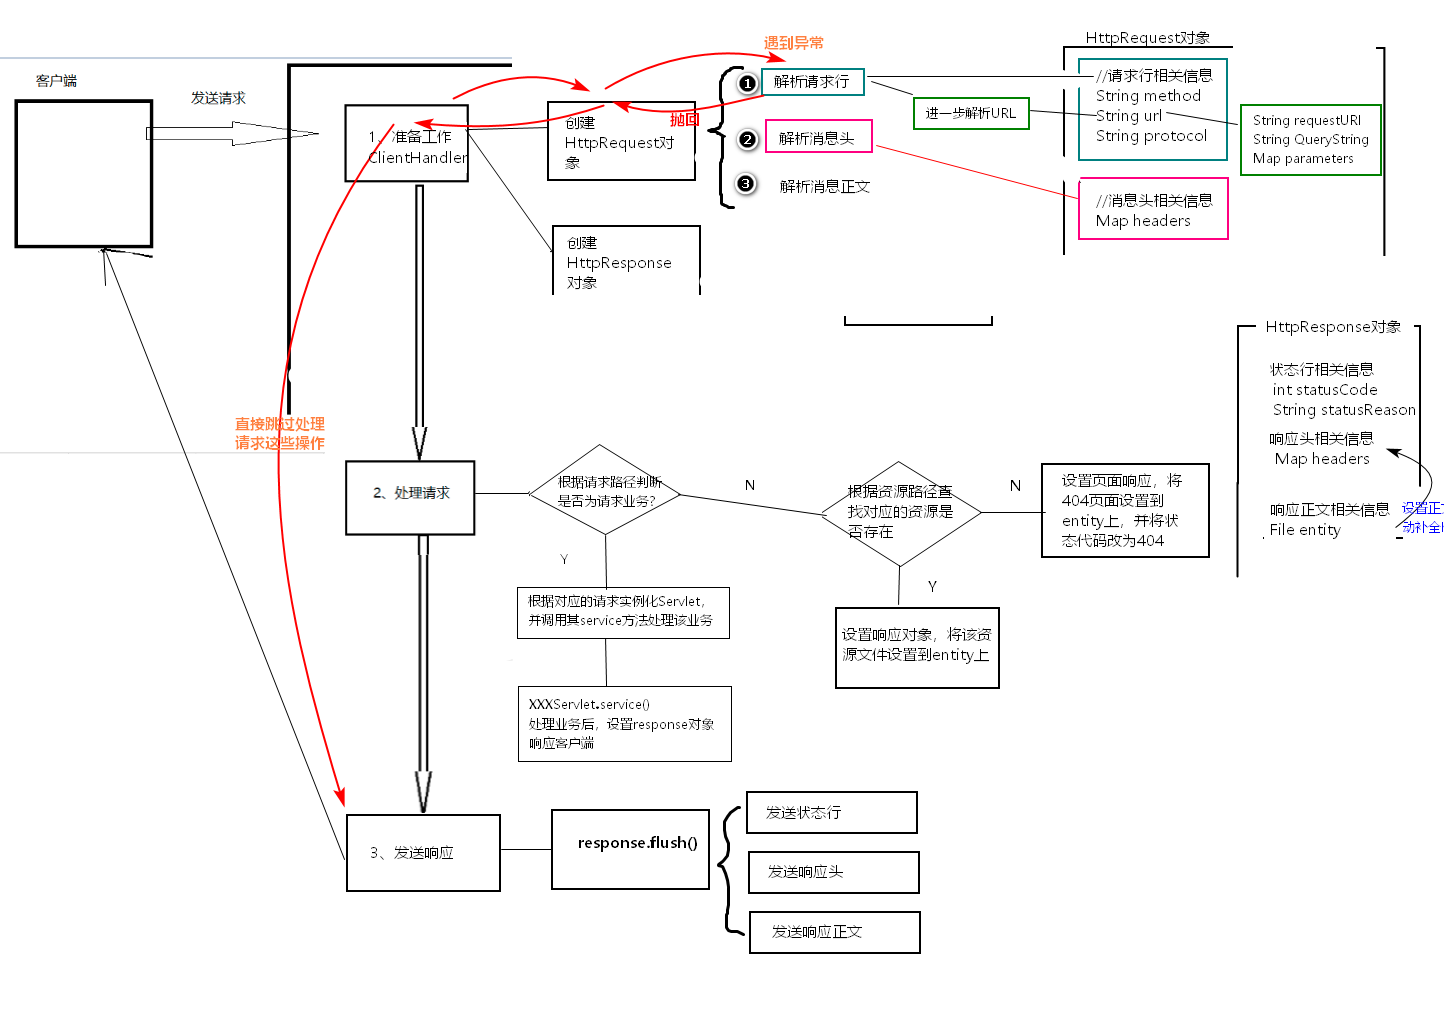 客户端
发送请求
1、准备工作
ClientHandler
创建
HttpRequest对
象
创建
HttpResponse
对象
遇到异常
抛回
1
解析请求行
2
解析消息头
3
解析消息正文
进一步解析URL
HttpRequest对象
//请求行相关信息
String method
String url
String protocol
//消息头相关信息
Map headers
String requestURI
String QueryString
Map parameters
HttpResponse对象
状态行相关信息
int statusCode
String statusReason
响应头相关信息
Map headers
响应正文相关信息
File entity
设置正
动补全
直接跳过处理
请求这些操作
2、处理请求
根据请求路径判断
是否为请求业务？
N
Y
根据资源路径查
找对应的资源是
否存在
N
Y
设置页面响应，将
404页面设置到
entity上，并将状
态代码改为404
根据对应的请求实例化Servlet，
并调用其service方法处理该业务
XXXServlet.service()
处理业务后，设置response对象
响应客户端
设置响应对象，将该资
源文件设置到entity上
3、发送响应
response.flush()
发送状态行
发送响应头
发送响应正文